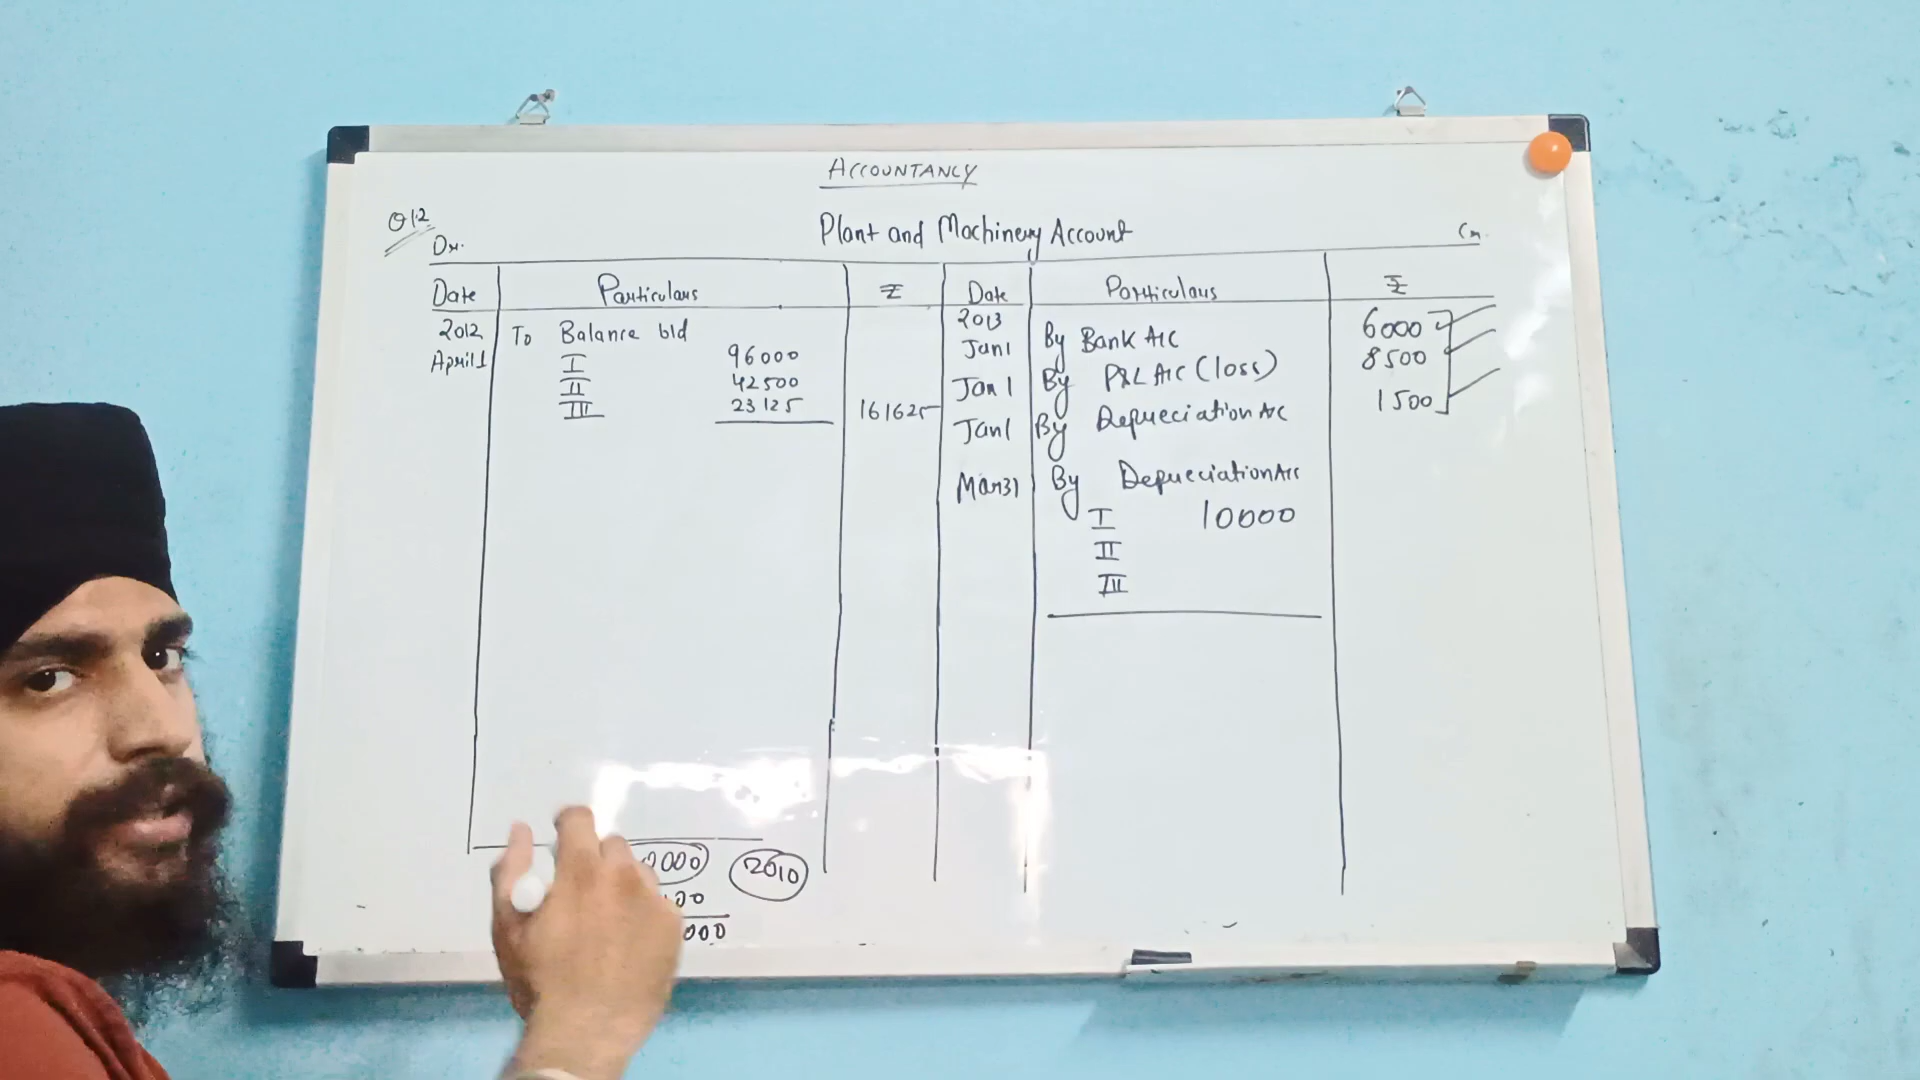 ACCOUNTANCY
Q12
Plant and Machinery Account
Dr.
Cr.
Date Particulars ₹ Date Particulars ₹
2012 To Balance b/d
April 1
I 96000
II 42500
III 23125 161625
2013
Jan 1 By Bank A/C 6000
Jan 1 By P&L A/C (loss) 8500
Jan 1 By Depreciation A/C 1500
Mar 31 By Depreciation A/c
I 10000
II
III
2010